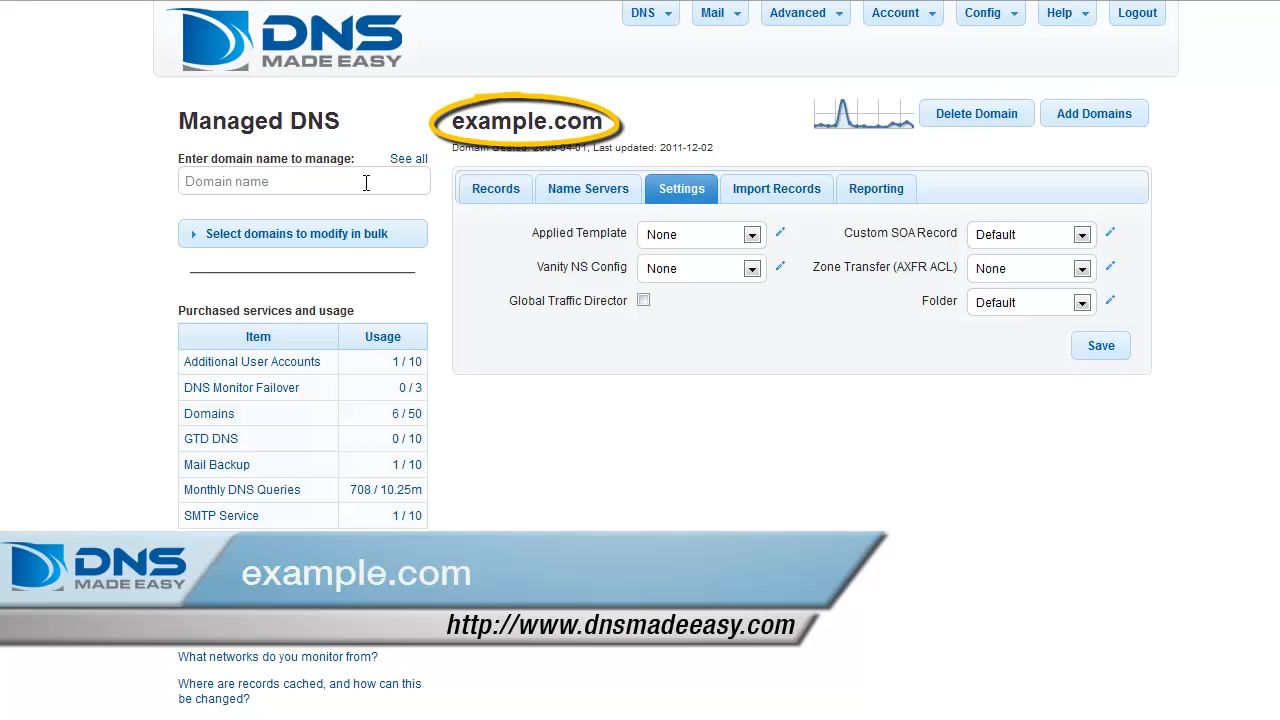 DNS
MADE EASY
DNS
Mail
Advanced
Account
Config
Help
Logout
Managed DNS
Enter domain name to manage: See all
Domain name
Select domains to modify in bulk
Purchased services and usage
Item Usage
Additional User Accounts 1 / 10
DNS Monitor Failover 0 / 3
Domains 6 / 50
GTD DNS 0 / 10
Mail Backup 1 / 10
Monthly DNS Queries 708 / 10.25m
SMTP Service 1 / 10
example.com
Domain created: 2003-04-01, Last updated: 2011-12-02
Delete Domain
Add Domains
Records
Name Servers
Settings
Import Records
Reporting
Applied Template None
Vanity NS Config None
Global Traffic Director
Custom SOA Record Default
Zone Transfer (AXFR ACL) None
Folder Default
Save
DNS
MADE EASY
example.com
http://www.dnsmadeeasy.com
What networks do you monitor from?
Where are records cached, and how can this
be changed?